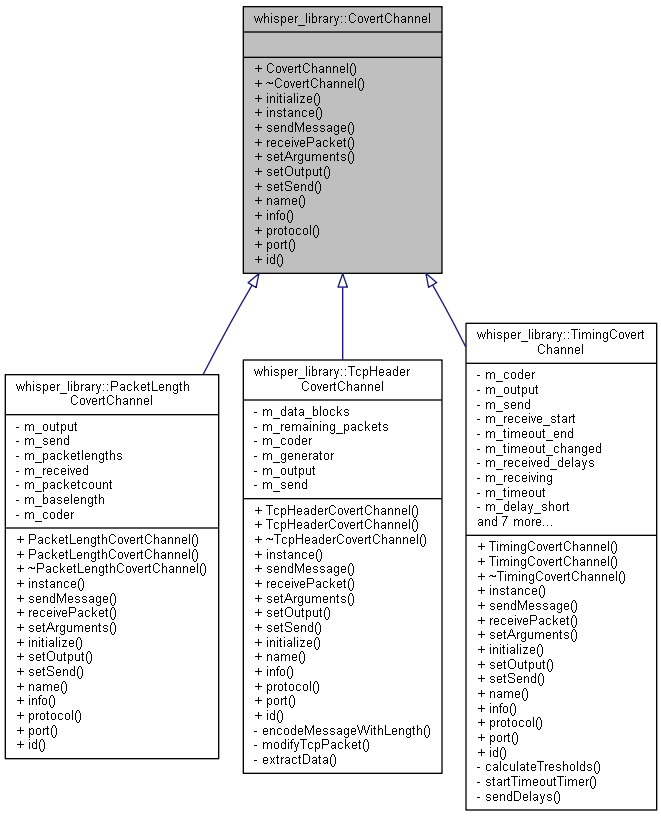 whisper_library::CovertChannel
+ CovertChannel()
+ ~CovertChannel()
+ initialize()
+ instance()
+ sendMessage()
+ receivePacket()
+ setArguments()
+ setOutput()
+ setSend()
+ name()
+ info()
+ protocol()
+ port()
+ id()
whisper_library::PacketLength
CovertChannel
- m_output
- m_send
- m_packetlengths
- m_received
- m_packetcount
- m_baselength
- m_coder
+ PacketLengthCovertChannel()
+ PacketLengthCovertChannel()
+ ~PacketLengthCovertChannel()
+ instance()
+ sendMessage()
+ receivePacket()
+ setArguments()
+ initialize()
+ setOutput()
+ setSend()
+ name()
+ info()
+ protocol()
+ port()
+ id()
whisper_library::TcpHeader
CovertChannel
- m_data_blocks
- m_remaining_packets
- m_coder
- m_generator
- m_output
- m_send
+ TcpHeaderCovertChannel()
+ TcpHeaderCovertChannel()
+ ~TcpHeaderCovertChannel()
+ instance()
+ sendMessage()
+ receivePacket()
+ setArguments()
+ setOutput()
+ setSend()
+ initialize()
+ name()
+ info()
+ protocol()
+ port()
+ id()
- encodeMessageWithLength()
- modifyTcpPacket()
- extractData()
whisper_library::TimingCovert
Channel
- m_coder
- m_output
- m_send
- m_receive_start
- m_timeout_end
- m_timeout_changed
- m_received_delays
- m_receiving
- m_timeout
- m_delay_short
and 7 more...
+ TimingCovertChannel()
+ TimingCovertChannel()
+ ~TimingCovertChannel()
+ instance()
+ sendMessage()
+ receivePacket()
+ setArguments()
+ initialize()
+ setOutput()
+ setSend()
+ name()
+ info()
+ protocol()
+ port()
+ id()
- calculateTresholds()
- startTimeoutTimer()
- sendDelays()